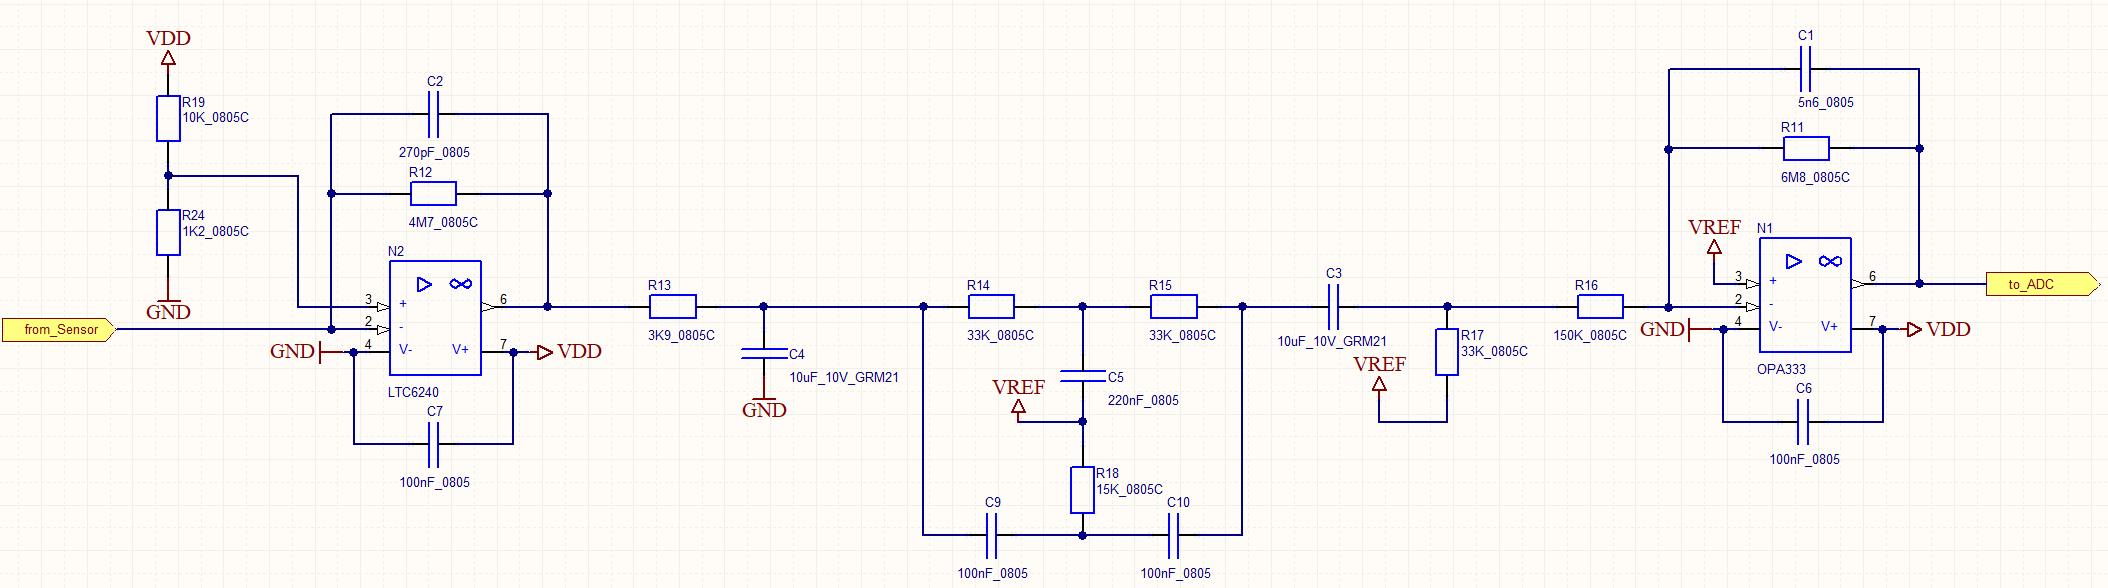 VDD
R19
10K_0805C
R24
1K2_0805C
GND
from_Sensor
C2
270pF_0805
R12
4M7_0805C
N2
3
+
∞
6
2
-
GND
4
V-
V+
7
VDD
LTC6240
C7
100nF_0805
R13
3K9_0805C
C4
10uF_10V_GRM21
GND
R14
33K_0805C
R15
33K_0805C
C5
220nF_0805
VREF
R18
15K_0805C
C9
100nF_0805
C10
100nF_0805
C3
10uF_10V_GRM21
R17
33K_0805C
VREF
R16
150K_0805C
C1
5n6_0805
R11
6M8_0805C
VREF
N1
3
+
∞
6
2
-
GND
4
V-
V+
7
VDD
OPA333
C6
100nF_0805
to_ADC